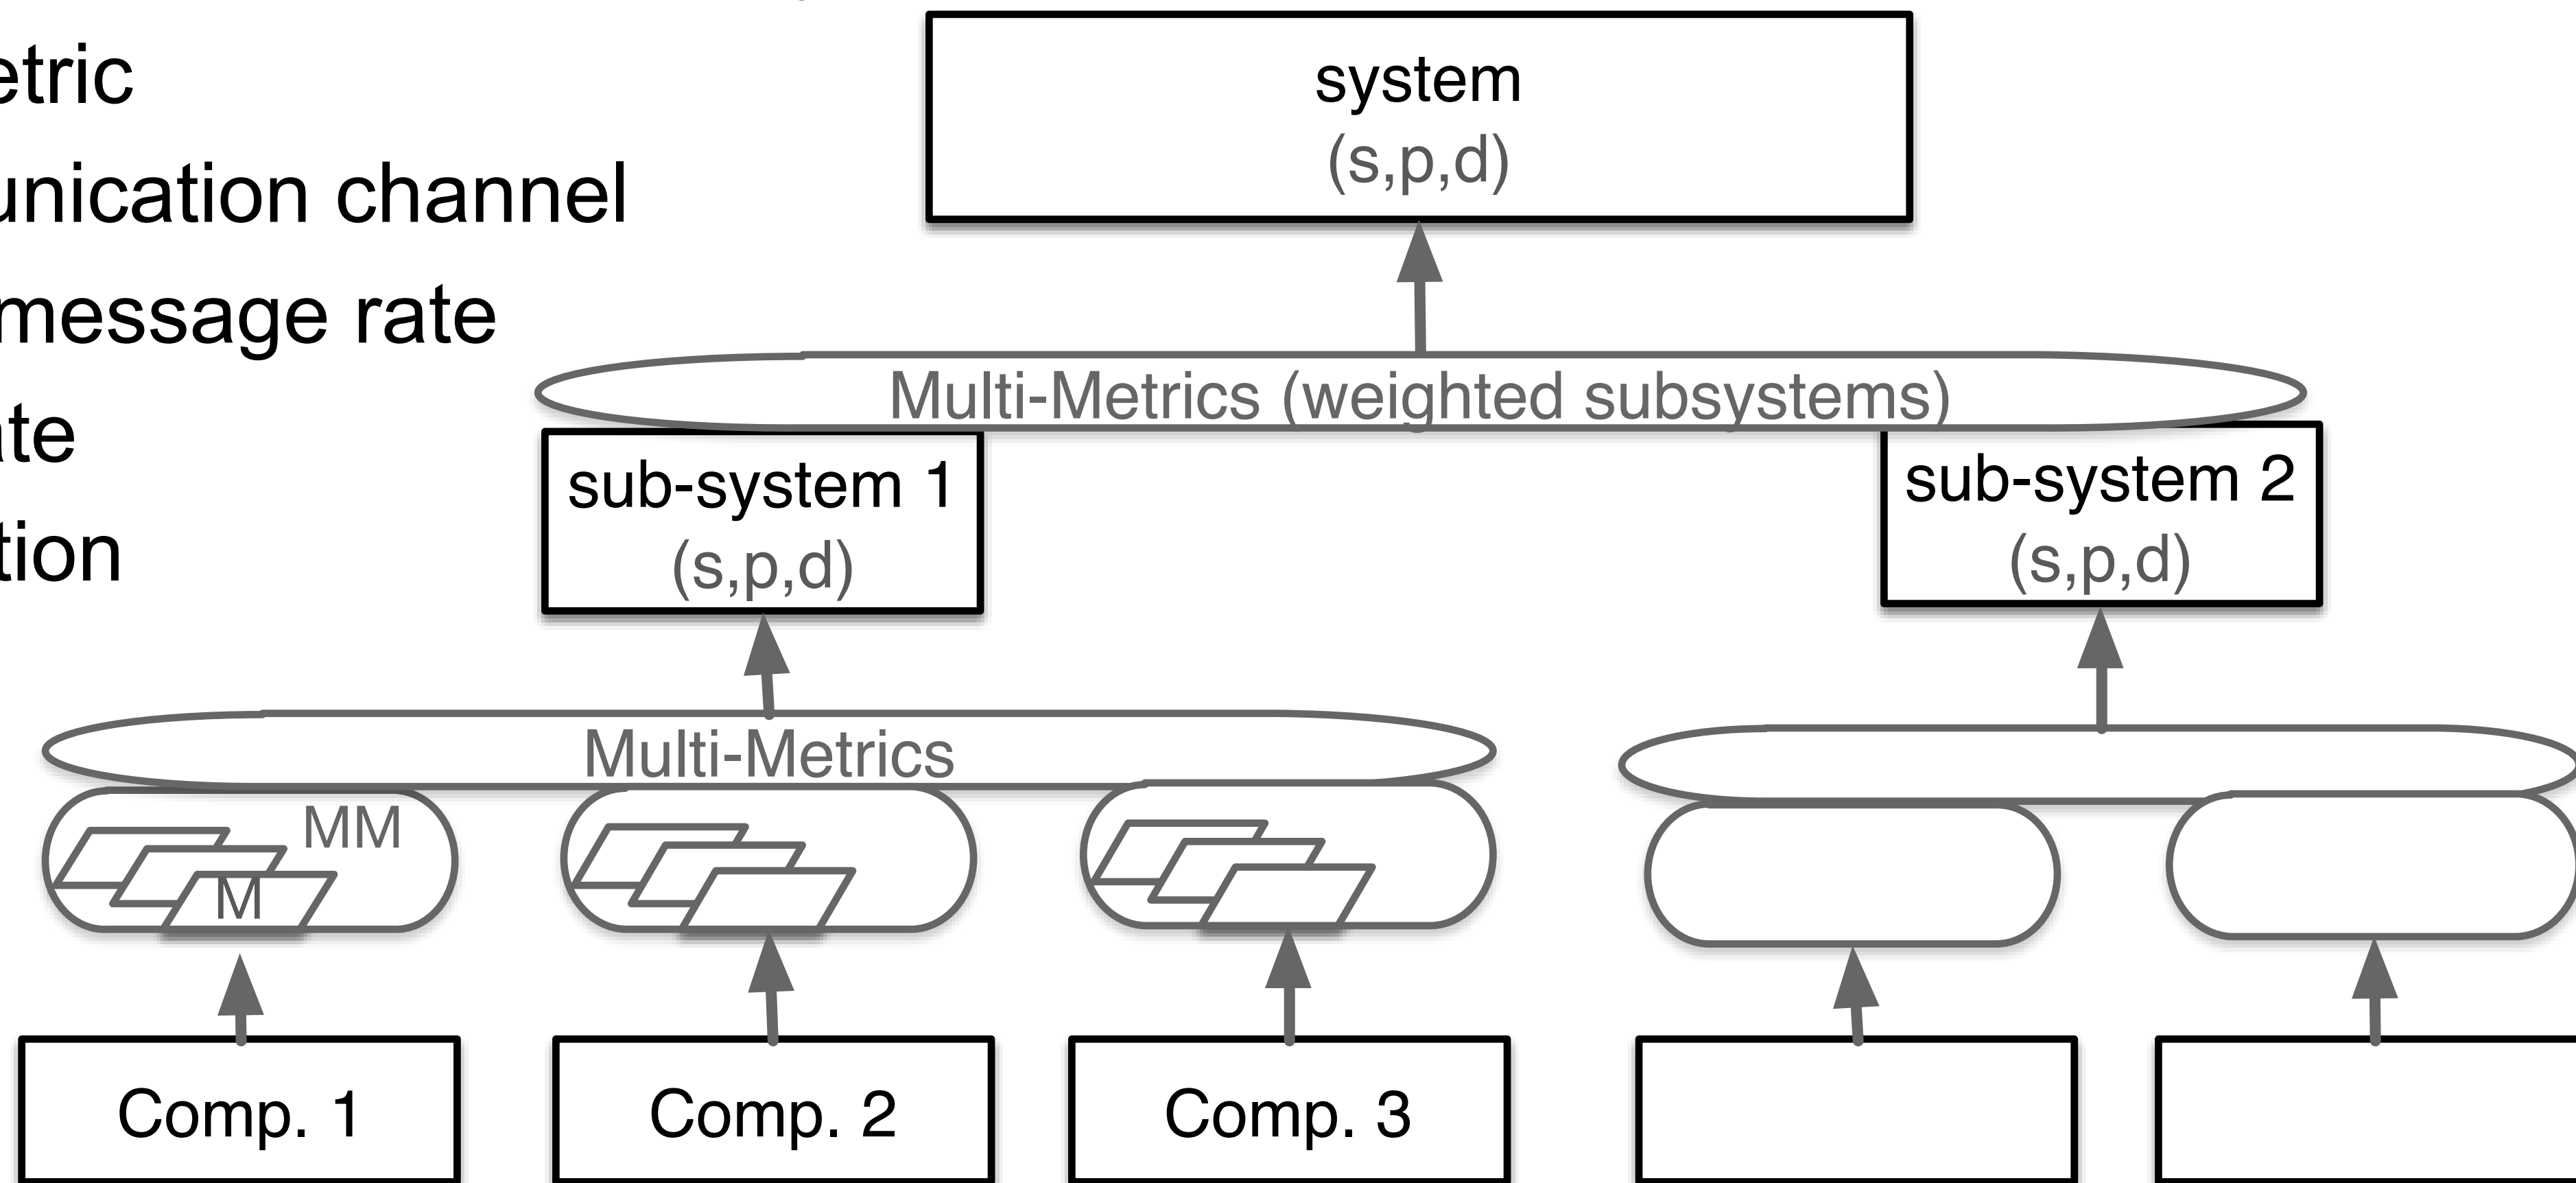 etric
unication channel
message rate
ate
tion
system
(s,p,d)
Multi-Metrics (weighted subsystems)
sub-system 1
(s,p,d)
sub-system 2
(s,p,d)
Multi-Metrics
MM
M
Comp. 1
Comp. 2
Comp. 3